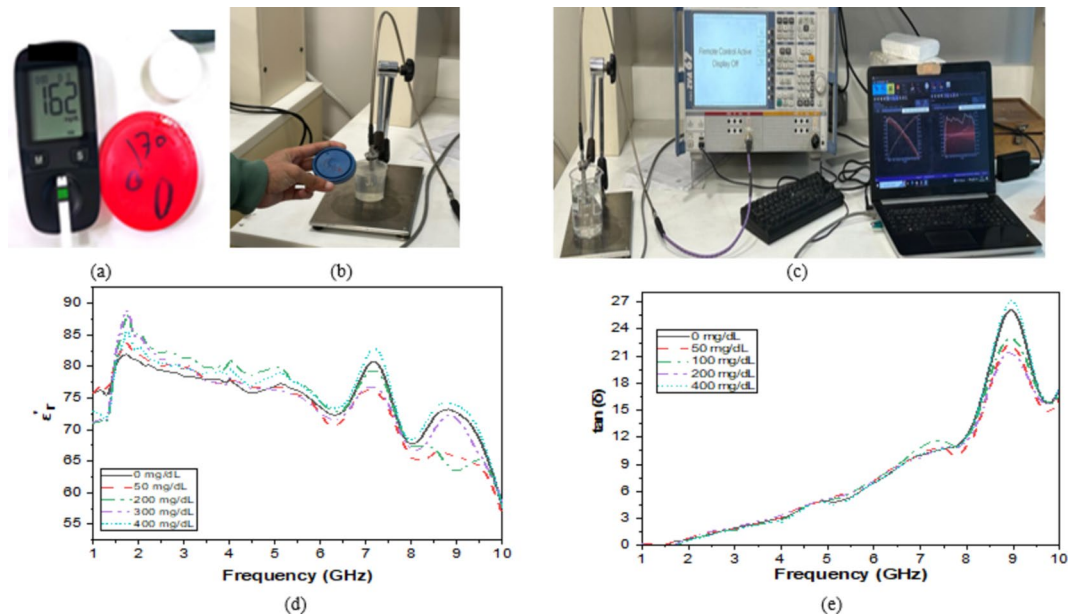 162
M S
170
0
(a)
(b)
ZVA 67
Remote Control Active
Display Off
(c)
90
85
80
75
70
65
60
55
ε'r
0 mg/dL
50 mg/dL
200 mg/dL
300 mg/dL
400 mg/dL
1 2 3 4 5 6 7 8 9 10
Frequency (GHz)
(d)
27
24
21
18
15
12
9
6
3
0
tan(δ)
0 mg/dL
50 mg/dL
100 mg/dL
200 mg/dL
400 mg/dL
1 2 3 4 5 6 7 8 9 10
Frequency (GHz)
(e)